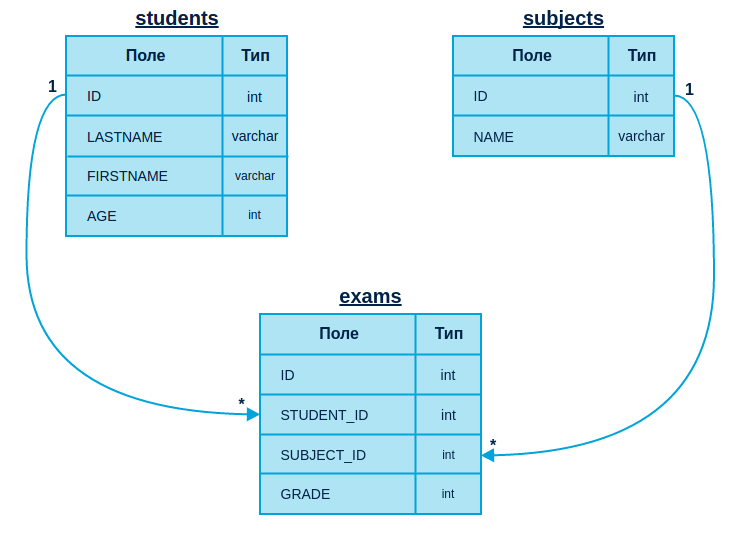 students
Поле Тип
1
ID int
LASTNAME varchar
FIRSTNAME varchar
AGE int
subjects
Поле Тип
1
ID int
NAME varchar
exams
Поле Тип
ID int
*
STUDENT_ID int
*
SUBJECT_ID int
GRADE int